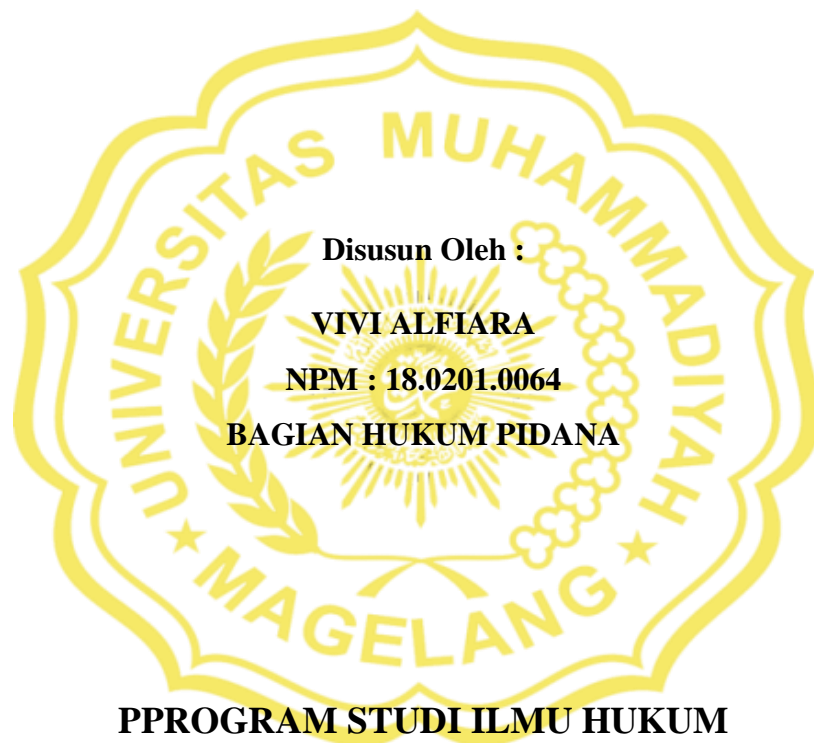 UNIVERSITAS MUHAMMADIYAH
Disusun Oleh :
VIVI ALFIARA
NPM : 18.0201.0064
BAGIAN HUKUM PIDANA
★ MAGELANG ★
PPROGRAM STUDI ILMU HUKUM